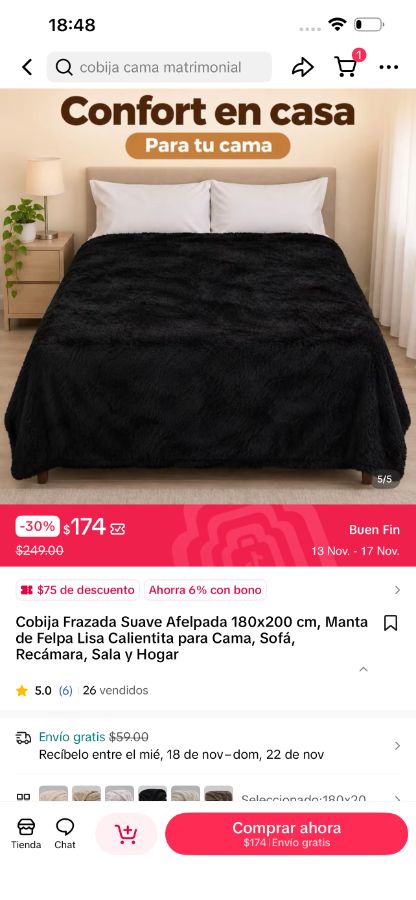 18:48
cobija cama matrimonial
1
Confort en casa
Para tu cama
5/5
-30% $174
Buen Fin
$249.00
13 Nov. - 17 Nov.
$75 de descuento
Ahorra 6% con bono
Cobija Frazada Suave Afelpada 180x200 cm, Manta
de Felpa Lisa Calientita para Cama, Sofá,
Recámara, Sala y Hogar
5.0 (6) 26 vendidos
Envío gratis $59.00
Recíbelo entre el mié, 18 de nov–dom, 22 de nov
Seleccionado:180x20
Comprar ahora
Tienda Chat
$174 | Envío gratis